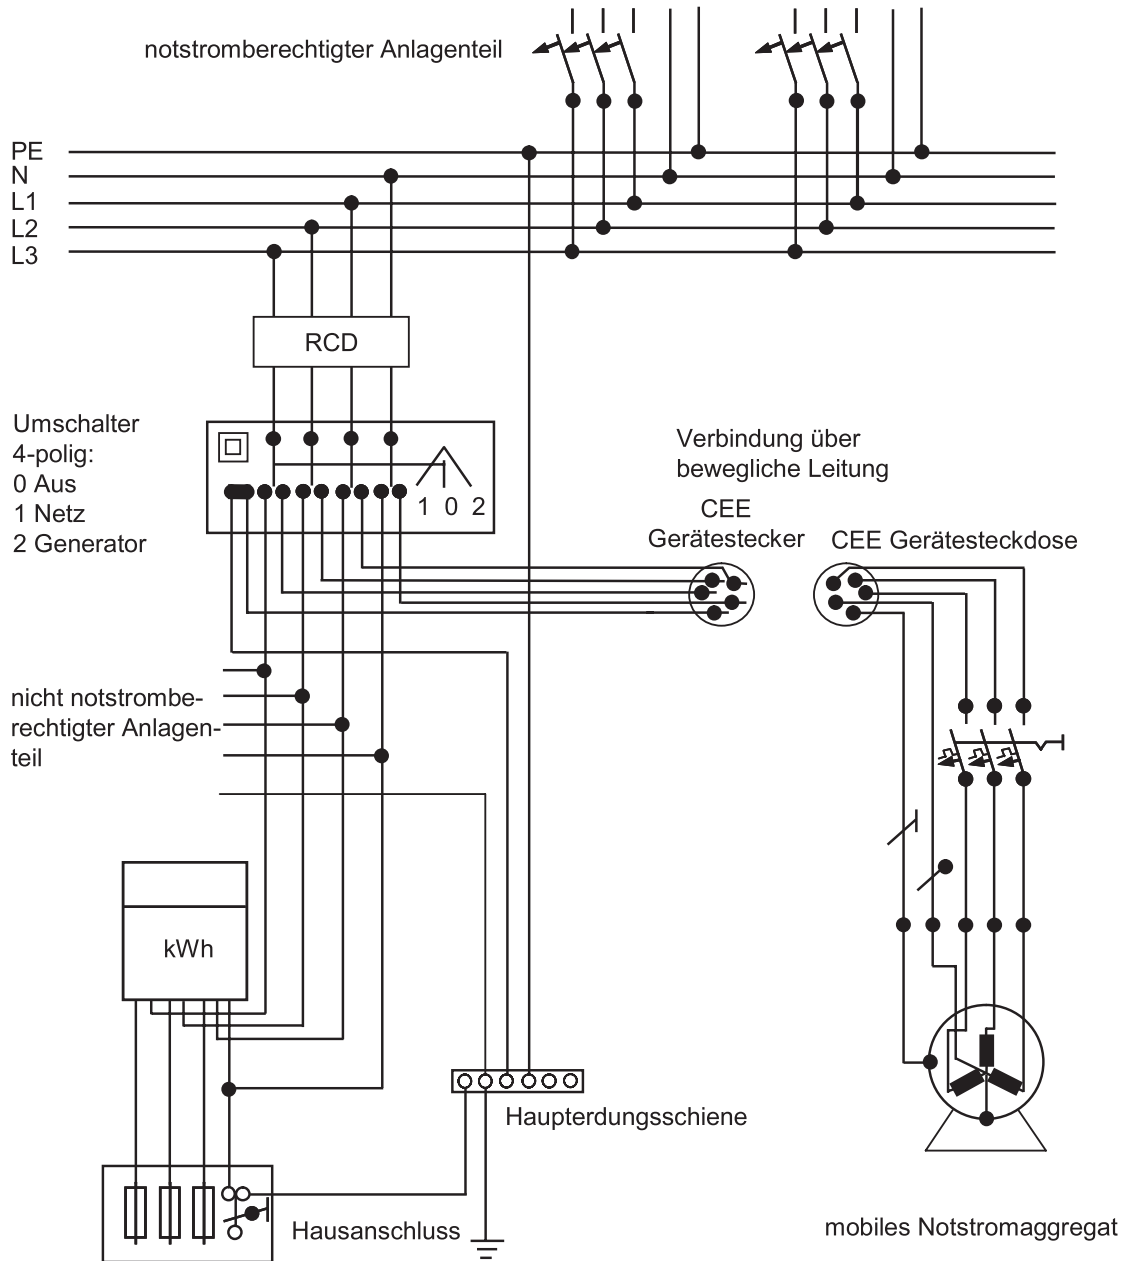 notstromberechtigter Anlagenteil
PE
N
L1
L2
L3
RCD
Umschalter
4-polig:
0 Aus
1 Netz
2 Generator
1 0 2
Verbindung über
bewegliche Leitung
CEE
Gerätestecker
CEE Gerätesteckdose
nicht notstrombe-
rechtigter Anlagen-
teil
kWh
Haupterdungsschiene
Hausanschluss
mobiles Notstromaggregat